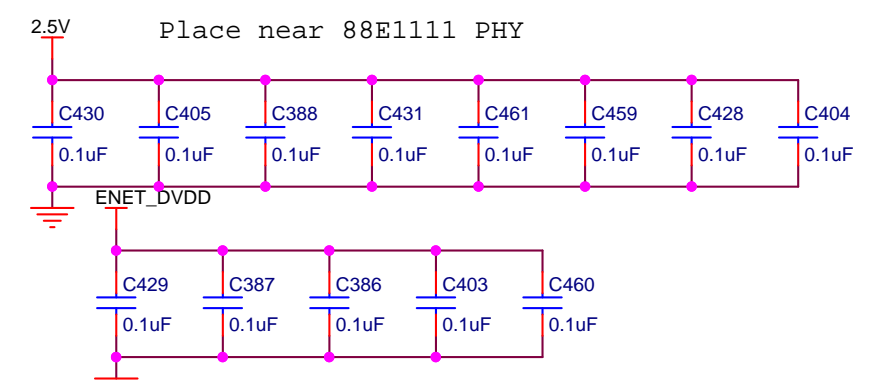 2.5V Place near 88E1111 PHY
C430 C405 C388 C431 C461 C459 C428 C404
0.1uF 0.1uF 0.1uF 0.1uF 0.1uF 0.1uF 0.1uF 0.1uF
ENET_DVDD
C429 C387 C386 C403 C460
0.1uF 0.1uF 0.1uF 0.1uF 0.1uF